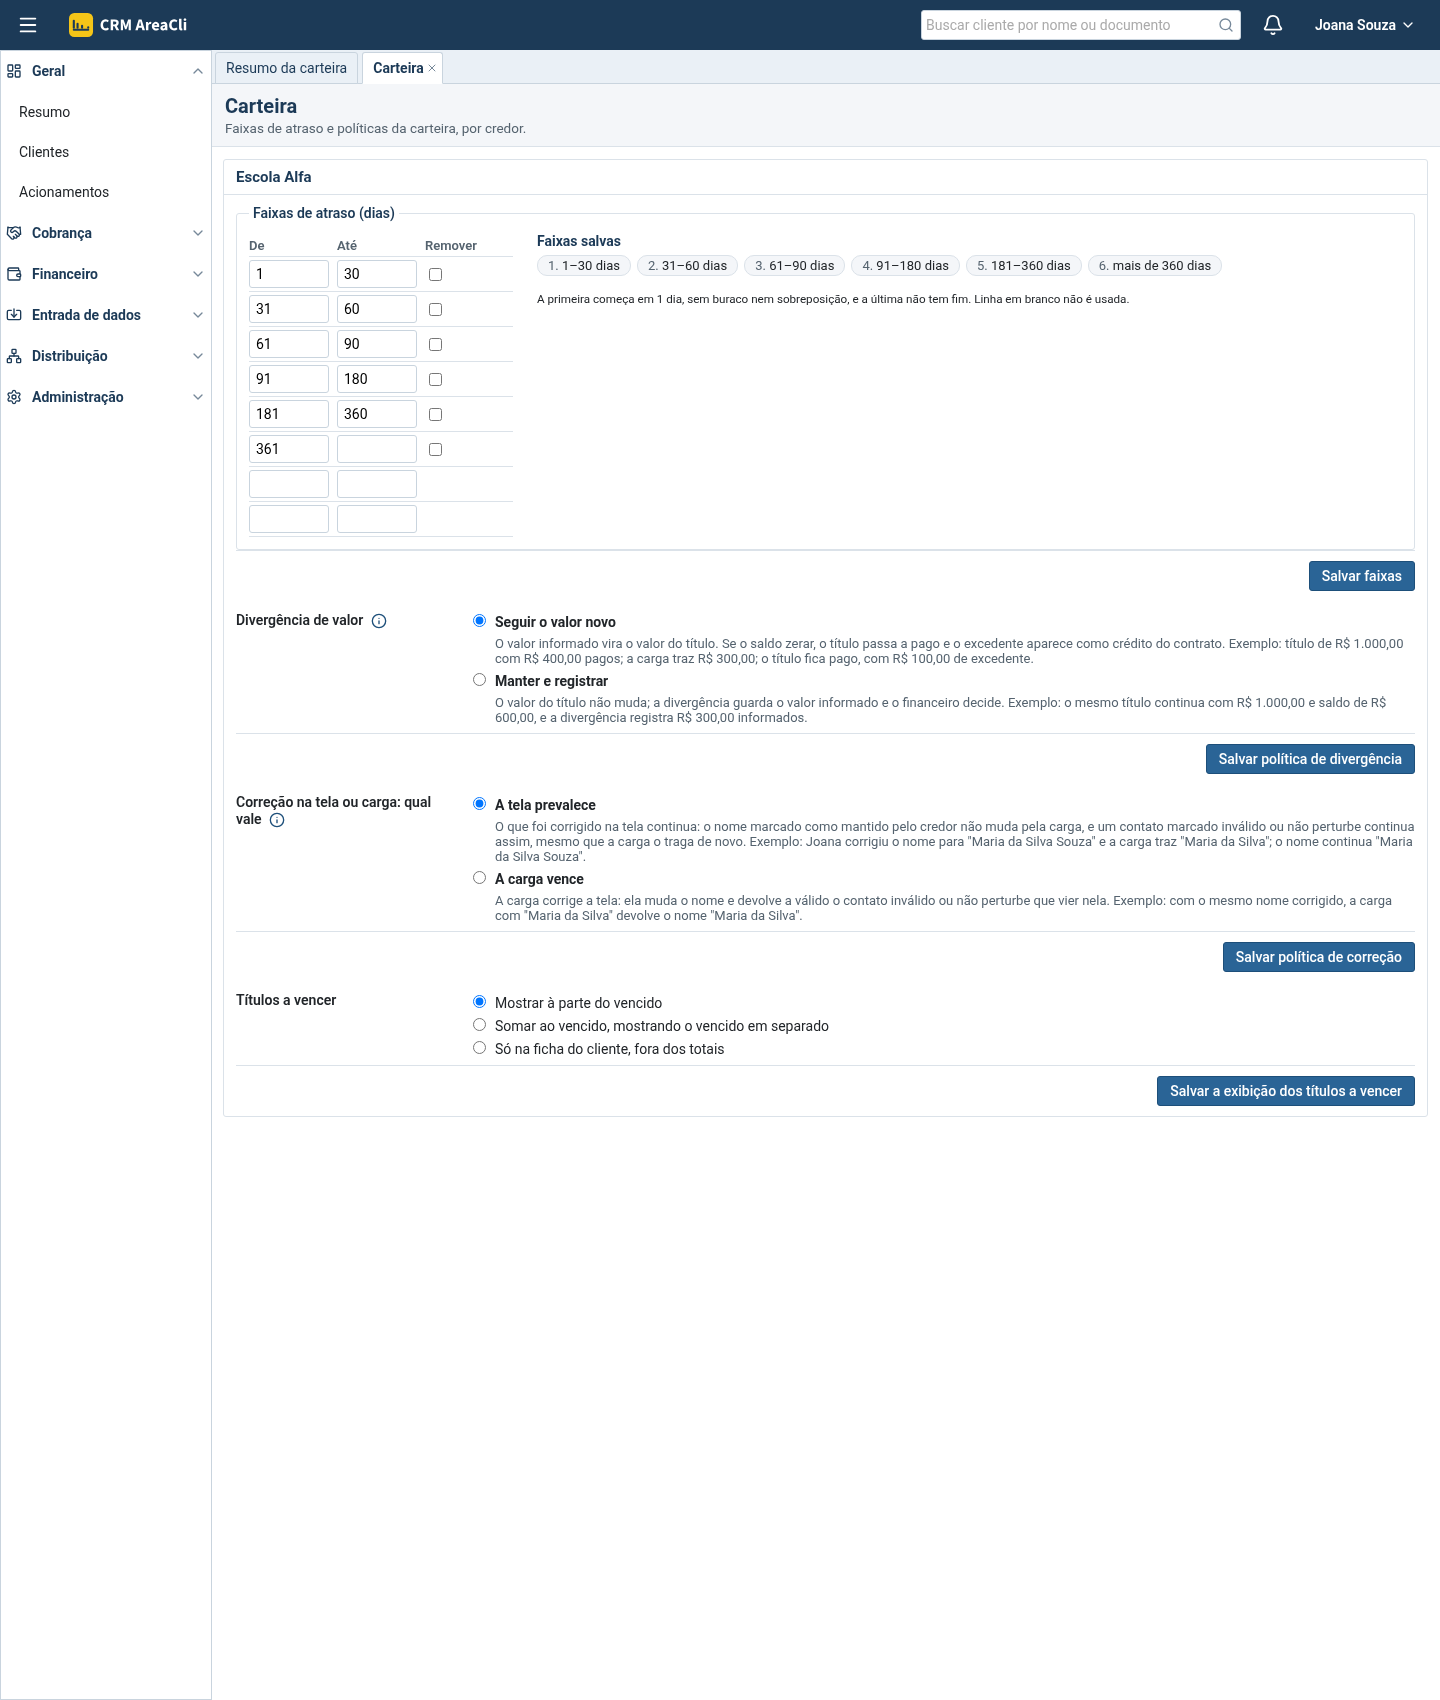 CRM AreaCli
Buscar cliente por nome ou documento
Joana Souza
Geral
Resumo
Clientes
Acionamentos
Cobrança
Financeiro
Entrada de dados
Distribuição
Administração
Resumo da carteira
Carteira
Carteira
Faixas de atraso e políticas da carteira, por credor.
Escola Alfa
Faixas de atraso (dias)
De Até Remover
1 30
31 60
61 90
91 180
181 360
361
Faixas salvas
1. 1–30 dias 2. 31–60 dias 3. 61–90 dias 4. 91–180 dias 5. 181–360 dias 6. mais de 360 dias
A primeira começa em 1 dia, sem buraco nem sobreposição, e a última não tem fim. Linha em branco não é usada.
Salvar faixas
Divergência de valor
Seguir o valor novo
O valor informado vira o valor do título. Se o saldo zerar, o título passa a pago e o excedente aparece como crédito do contrato. Exemplo: título de R$ 1.000,00
com R$ 400,00 pagos; a carga traz R$ 300,00; o título fica pago, com R$ 100,00 de excedente.
Manter e registrar
O valor do título não muda; a divergência guarda o valor informado e o financeiro decide. Exemplo: o mesmo título continua com R$ 1.000,00 e saldo de R$
600,00, e a divergência registra R$ 300,00 informados.
Salvar política de divergência
Correção na tela ou carga: qual
vale
A tela prevalece
O que foi corrigido na tela continua: o nome marcado como mantido pelo credor não muda pela carga, e um contato marcado inválido ou não perturbe continua
assim, mesmo que a carga o traga de novo. Exemplo: Joana corrigiu o nome para "Maria da Silva Souza" e a carga traz "Maria da Silva"; o nome continua "Maria
da Silva Souza".
A carga vence
A carga corrige a tela: ela muda o nome e devolve a válido o contato inválido ou não perturbe que vier nela. Exemplo: com o mesmo nome corrigido, a carga
com "Maria da Silva" devolve o nome "Maria da Silva".
Salvar política de correção
Títulos a vencer
Mostrar à parte do vencido
Somar ao vencido, mostrando o vencido em separado
Só na ficha do cliente, fora dos totais
Salvar a exibição dos títulos a vencer